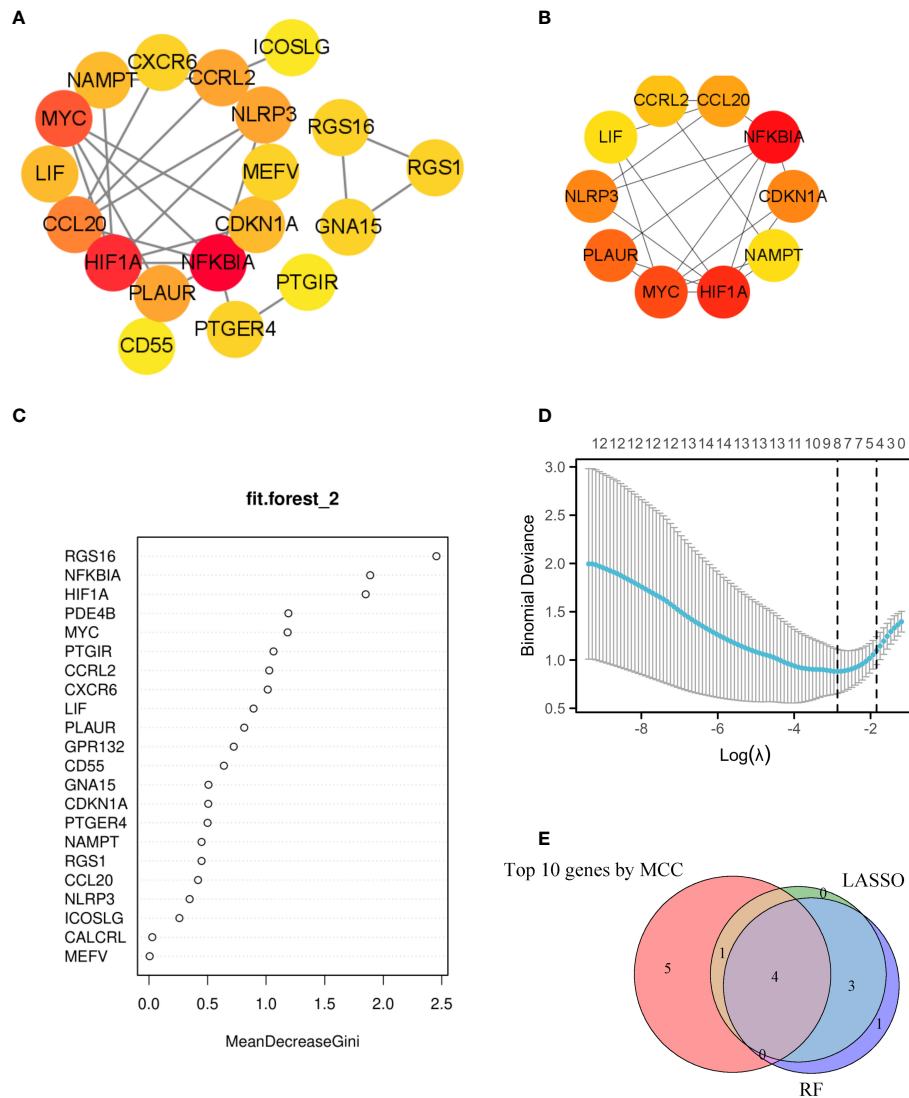 A
ICOSLG
CXCR6
CCRL2
NAMPT
MYC
NLRP3
RGS16
RGS1
LIF
MEFV
CCL20
CDKN1A
GNA15
HIF1A
NFKBIA
PTGIR
PLAUR
PTGER4
CD55
B
CCRL2
CCL20
LIF
NFKBIA
NLRP3
CDKN1A
PLAUR
NAMPT
MYC
HIF1A
C
fit.forest_2
RGS16
NFKBIA
HIF1A
PDE4B
MYC
PTGIR
CCRL2
CXCR6
LIF
PLAUR
GPR132
CD55
GNA15
CDKN1A
PTGER4
NAMPT
RGS1
CCL20
NLRP3
ICOSLG
CALCRL
MEFV
0.0 0.5 1.0 1.5 2.0 2.5
MeanDecreaseGini
D
12 12 12 12 12 13 14 14 13 13 13 11 10 9 8 7 7 5 4 3 0
3.0
2.5
2.0
1.5
1.0
0.5
Binomial Deviance
-8 -6 -4 -2
Log(λ)
E
Top 10 genes by MCC
LASSO
0
1
5
4
3
1
0
RF